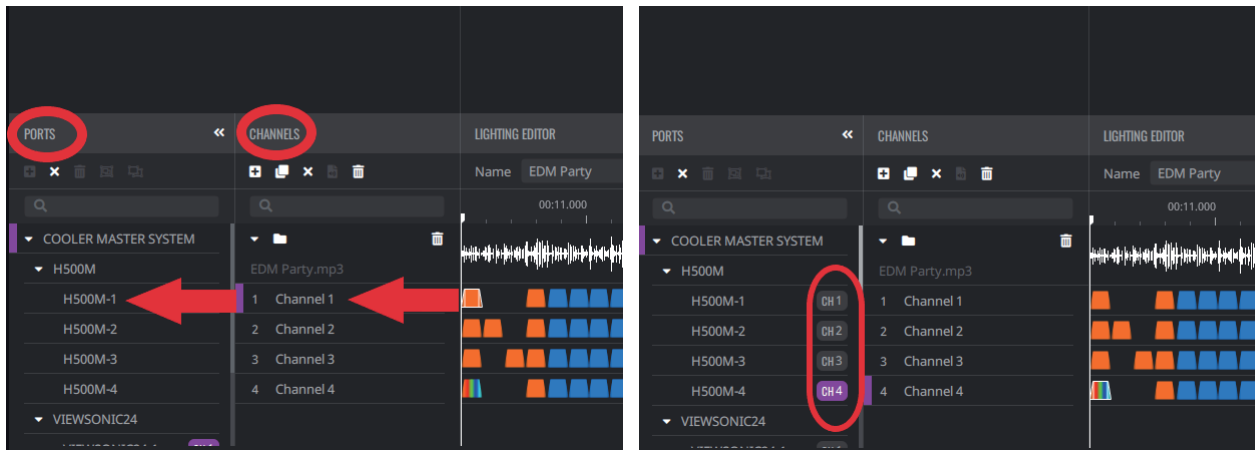 PORTS
CHANNELS
LIGHTING EDITOR
Name EDM Party
00:11.000
COOLER MASTER SYSTEM
H500M
EDM Party.mp3
H500M-1
1 Channel 1
H500M-2
2 Channel 2
H500M-3
3 Channel 3
H500M-4
4 Channel 4
VIEWSONIC24
PORTS
CHANNELS
LIGHTING EDITOR
Name EDM Party
00:11.000
COOLER MASTER SYSTEM
H500M
EDM Party.mp3
H500M-1 CH 1
1 Channel 1
H500M-2 CH 2
2 Channel 2
H500M-3 CH 3
3 Channel 3
H500M-4 CH 4
4 Channel 4
VIEWSONIC24